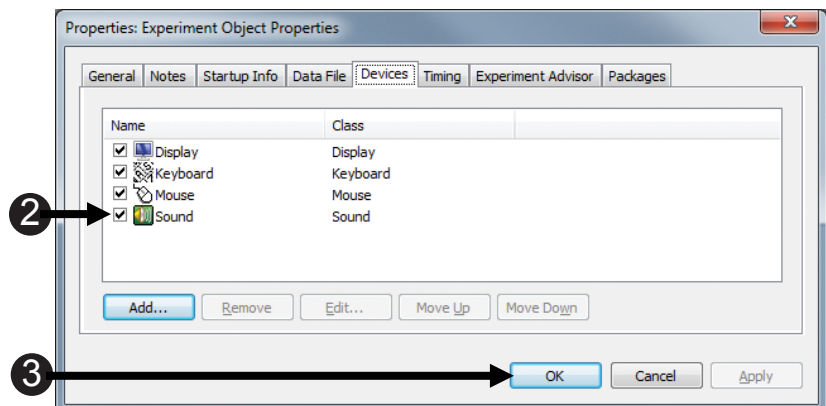 Properties: Experiment Object Properties
General Notes Startup Info Data File Devices Timing Experiment Advisor Packages
Name Class
Display Display
Keyboard Keyboard
Mouse Mouse
2 Sound Sound
Add... Remove Edit... Move Up Move Down
3 OK Cancel Apply